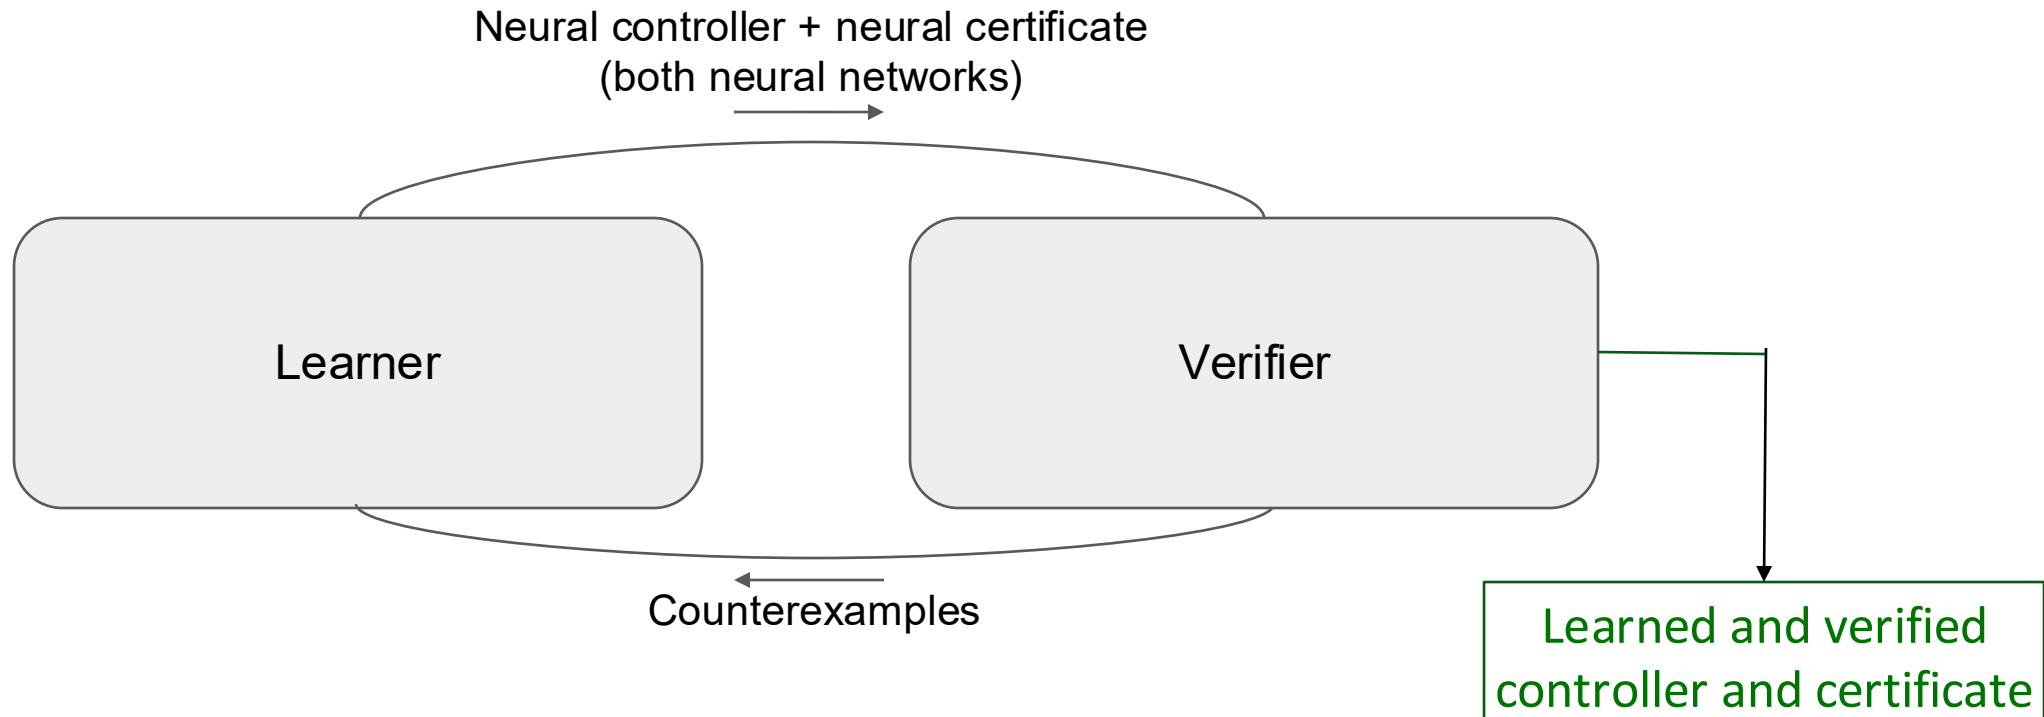 Neural controller + neural certificate
(both neural networks)
Learner
Verifier
Counterexamples
Learned and verified
controller and certificate